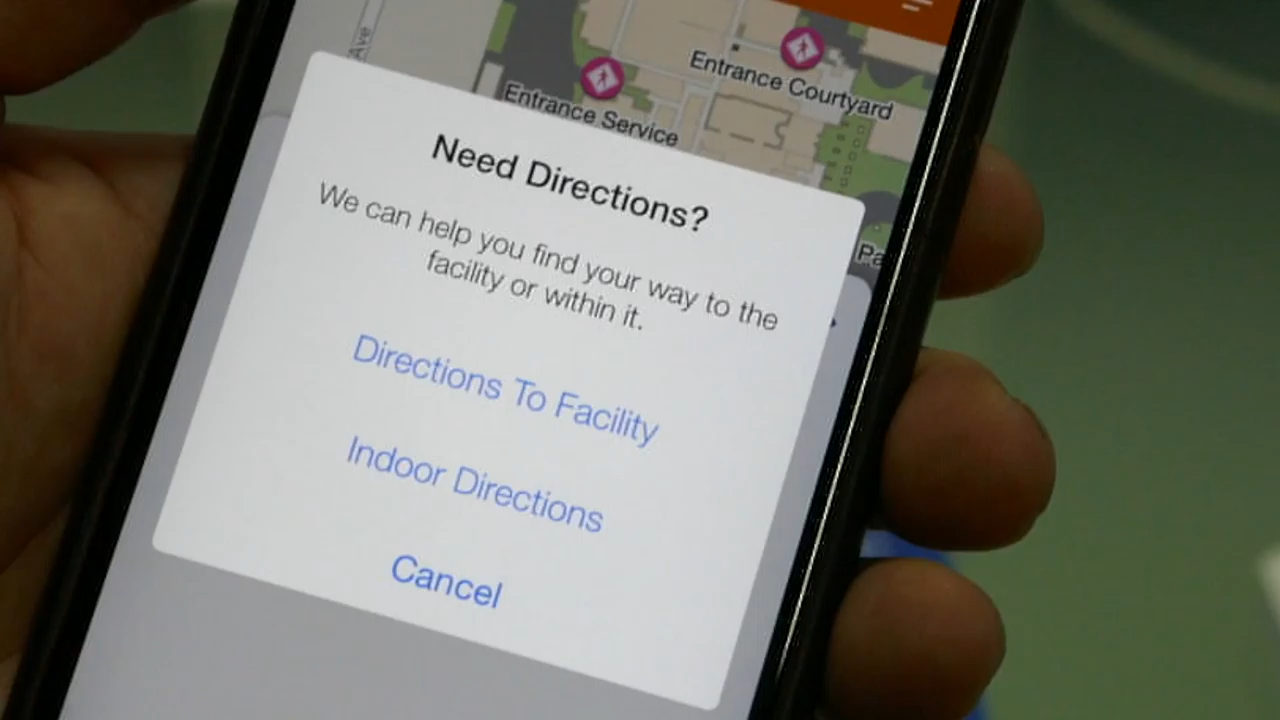 Ave
Entrance Courtyard
Entrance Service
Need Directions?
We can help you find your way to the
facility or within it.
Directions To Facility
Indoor Directions
Cancel